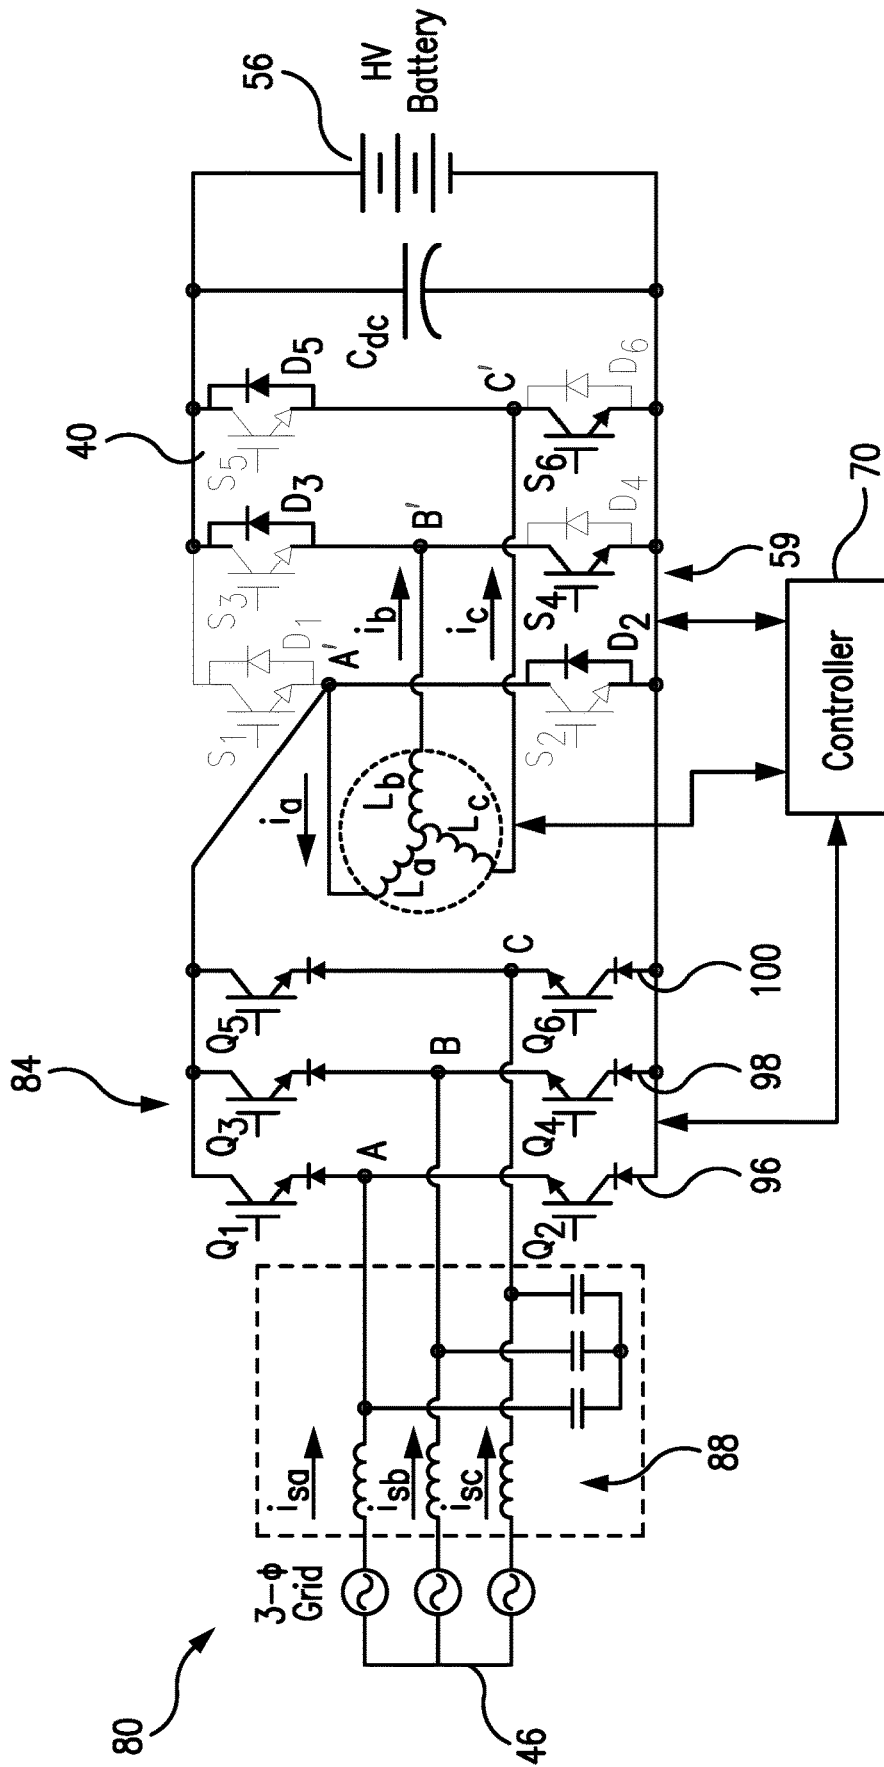 80
84
3-ϕ
Grid
46
i_sa
i_sb
i_sc
88
Q1
Q3
Q5
A
B
C
Q2
Q4
Q6
96
98
100
i_a
L_a
L_b
L_c
A'
i_b
B'
i_c
C'
40
S1
D1
S3
D3
S5
D5
S2
D2
S4
D4
S6
D6
59
C_dc
56
HV
Battery
Controller
70